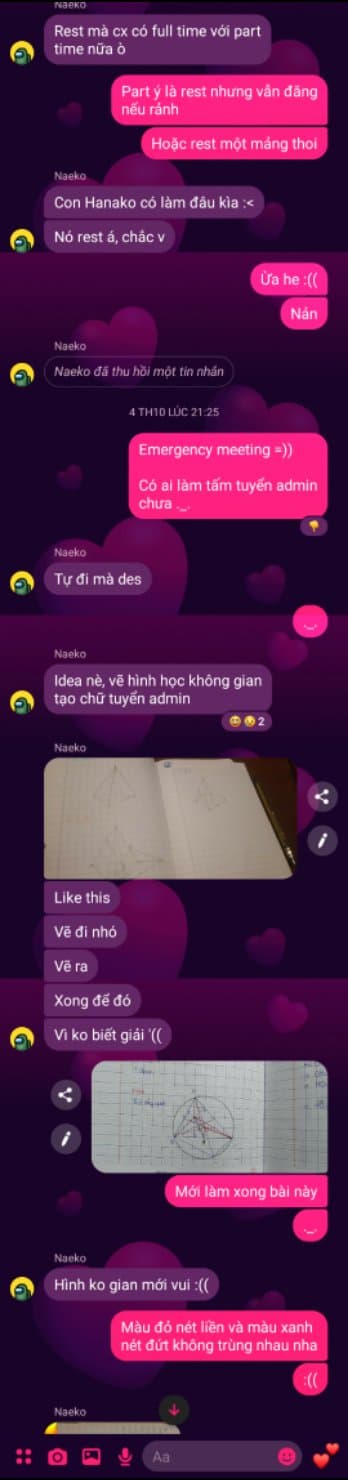 Naeko
Rest mà cx có full time với part
time nữa ò
Part ý là rest nhưng vẫn đăng
nếu rảnh
Hoặc rest một mảng thoi
Naeko
Con Hanako có làm đâu kìa :<
Nó rest á, chắc v
Ừa he :((
Nản
Naeko
Naeko đã thu hồi một tin nhắn
4 TH10 LÚC 21:25
Emergency meeting =))
Có ai làm tấm tuyển admin
chưa ._.
Naeko
Tự đi mà des
._.
Naeko
Idea nè, vẽ hình học không gian
tạo chữ tuyển admin
2
Naeko
Like this
Vẽ đi nhó
Vẽ ra
Xong để đó
Vì ko biết giải '((
Mới làm xong bài này
._.
Naeko
Hình ko gian mới vui :((
Màu đỏ nét liền và màu xanh
nét đứt không trùng nhau nha
:((
Naeko
Aa